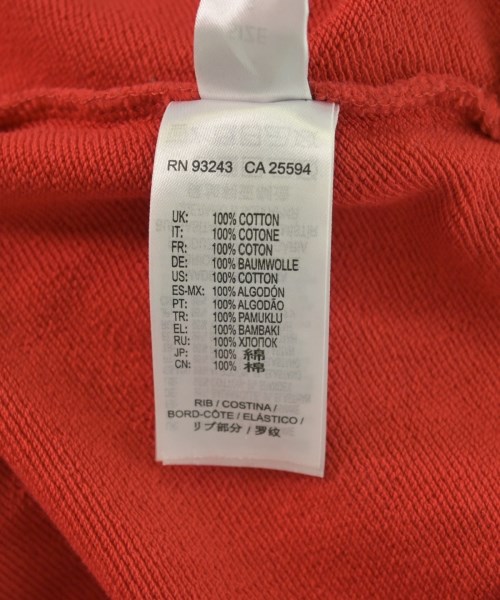 RN 93243 CA 25594
UK: 100% COTTON
IT: 100% COTONE
FR: 100% COTON
DE: 100% BAUMWOLLE
US: 100% COTTON
ES-MX: 100% ALGODÓN
PT: 100% ALGODÃO
TR: 100% PAMUKLU
EL: 100% BAMBAKI
RU: 100% ХЛОПОК
JP: 100% 綿
CN: 100% 棉
RIB / COSTINA /
BORD-CÔTE / ELÁSTICO /
リブ部分 / 罗纹